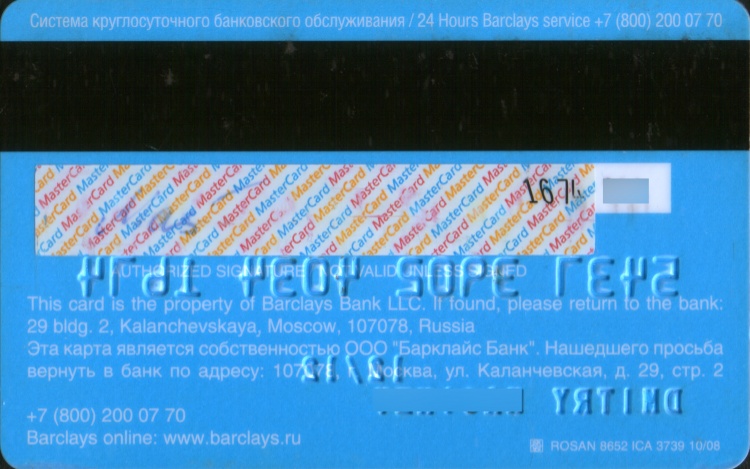 Система круглосуточного банковского обслуживания / 24 Hours Barclays service +7 (800) 200 07 70
AUTHORIZED SIGNATURE / NOT VALID UNLESS SIGNED
This card is the property of Barclays Bank LLC. If found, please return to the bank:
29 bldg. 2, Kalanchevskaya, Moscow, 107078, Russia
Эта карта является собственностью ООО "Барклайс Банк". Нашедшего просьба
вернуть в банк по адресу: 107078, г. Москва, ул. Каланчевская, д. 29, стр. 2
DMITRY
+7 (800) 200 07 70
Barclays online: www.barclays.ru
ROSAN 8652 ICA 3739 10/08